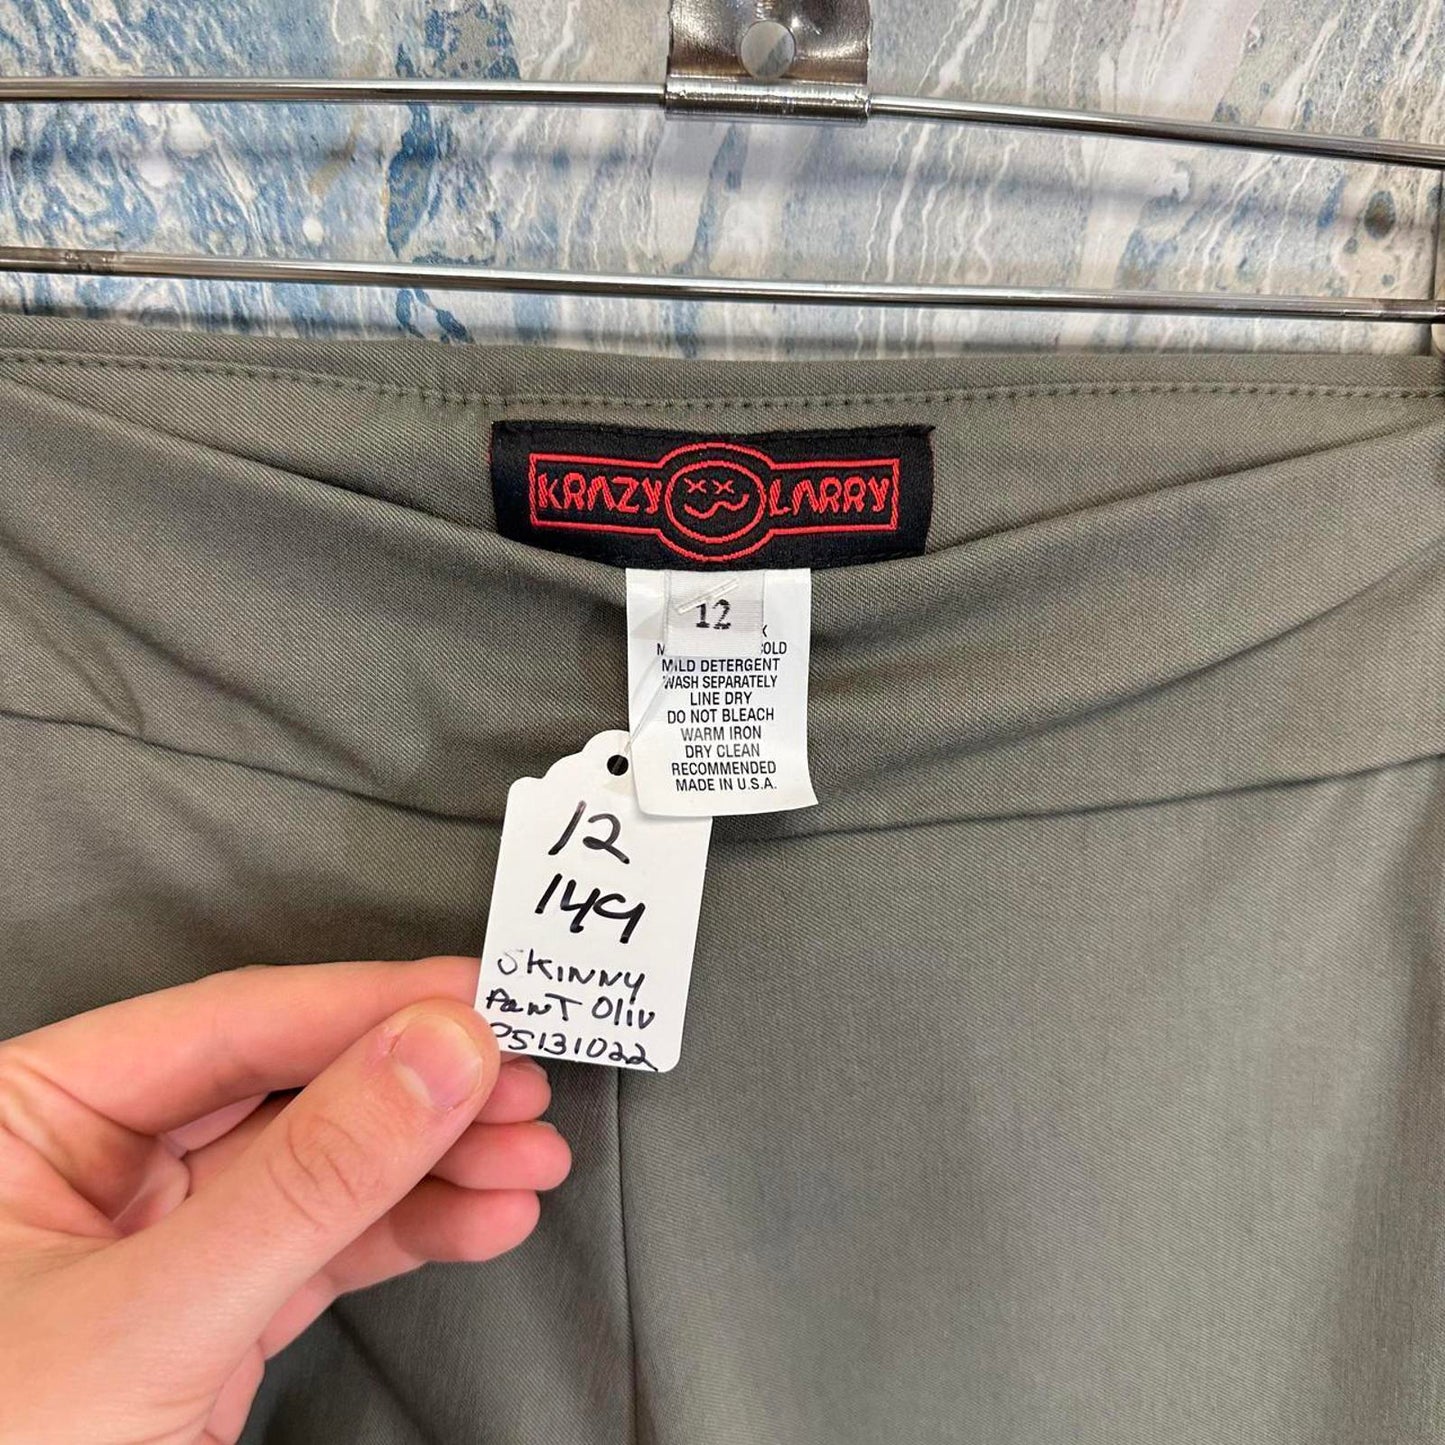 KRAZY LARRY
12
MILD DETERGENT
WASH SEPARATELY
LINE DRY
DO NOT BLEACH
WARM IRON
DRY CLEAN
RECOMMENDED
MADE IN U.S.A.
12
149
SKINNY
PANT Oliv